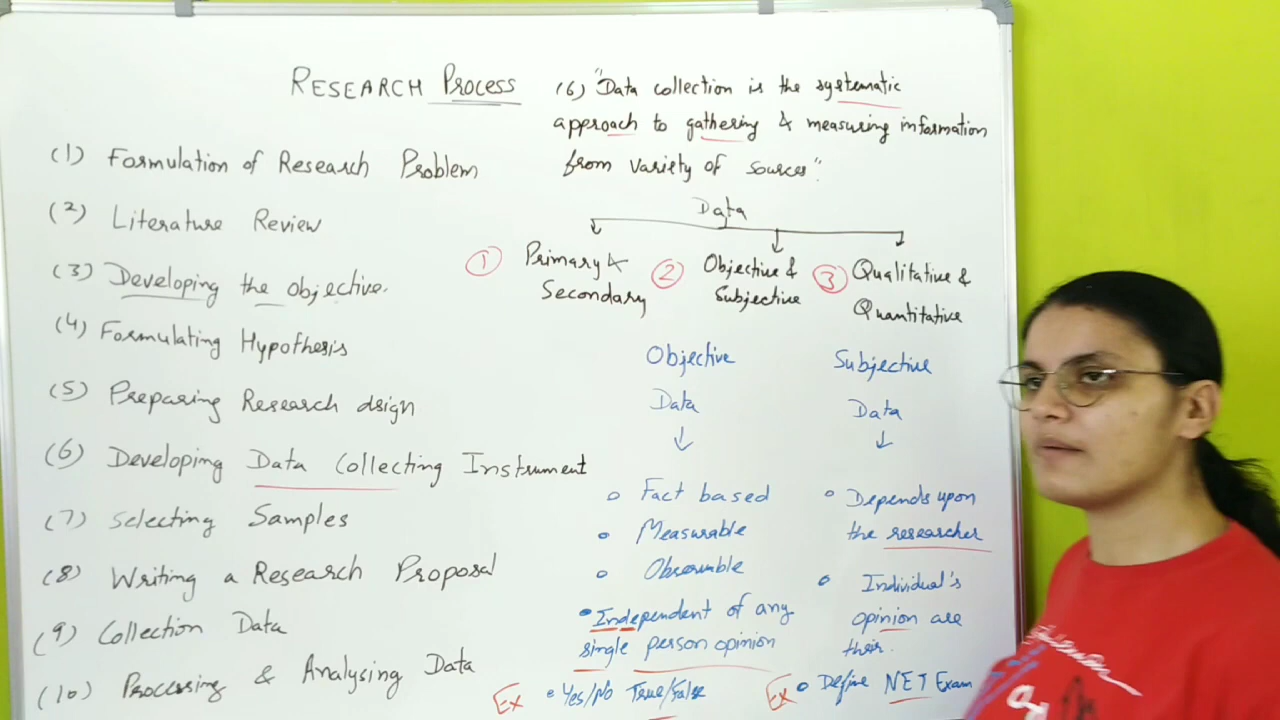 RESEARCH PROCESS
(1) Formulation of Research Problem
(2) Literature Review
(3) Developing the objective.
(4) Formulating Hypothesis
(5) Preparing Research dsign
(6) Developing Data Collecting Instrument
(7) Selecting Samples
(8) Writing a Research Proposal
(9) Collection Data
(10) Processing & Analysing Data
(6) "Data collection is the systematic
approach to gathering & measuring information
from variety of sources".
Data
① Primary &
Secondary
② Objective &
Subjective
③ Qualitative &
Quantitative
Objective
Data
Fact based
Measurable
Observable
Independent of any
single person opinion
Ex Yes/No True/False
Subjective
Data
Depends upon
the researcher
Individual's
opinion are
their.
Ex Define NET Exam